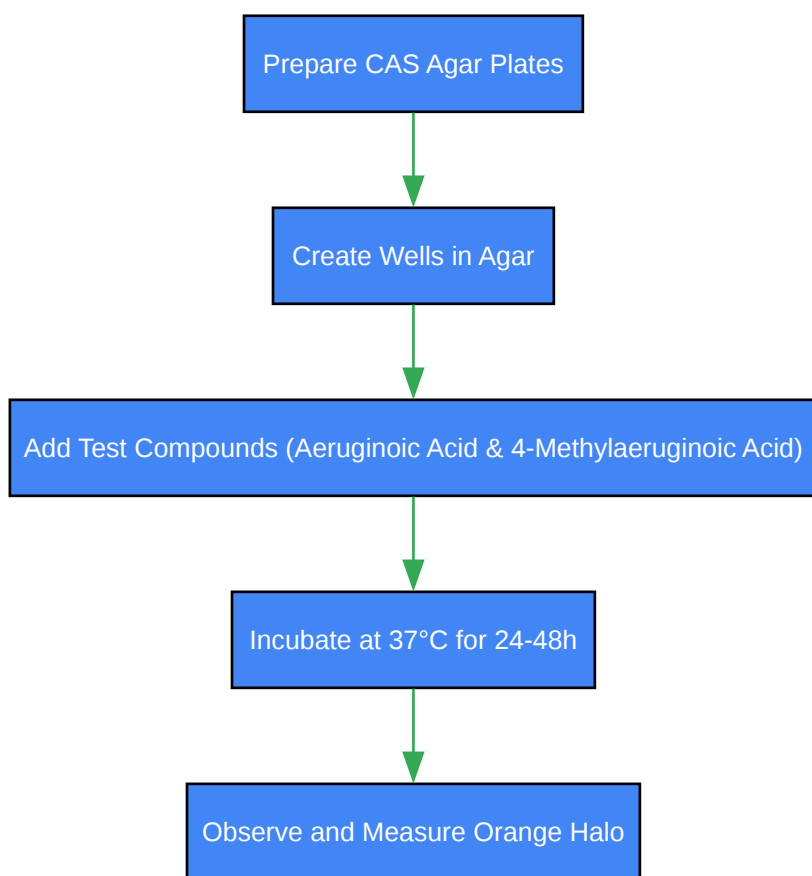 Prepare CAS Agar Plates
Create Wells in Agar
Add Test Compounds (Aeruginoic Acid & 4-Methylaeruginoic Acid)
Incubate at 37°C for 24-48h
Observe and Measure Orange Halo